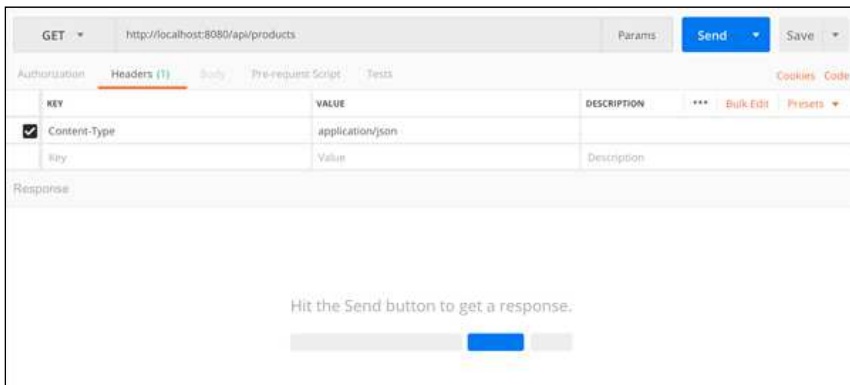 GET http://localhost:8080/api/products Params Send Save
Authorization Headers (1) Body Pre-request Script Tests Cookies Code
KEY VALUE DESCRIPTION ••• Bulk Edit Presets
Content-Type application/json
Key Value Description
Response
Hit the Send button to get a response.